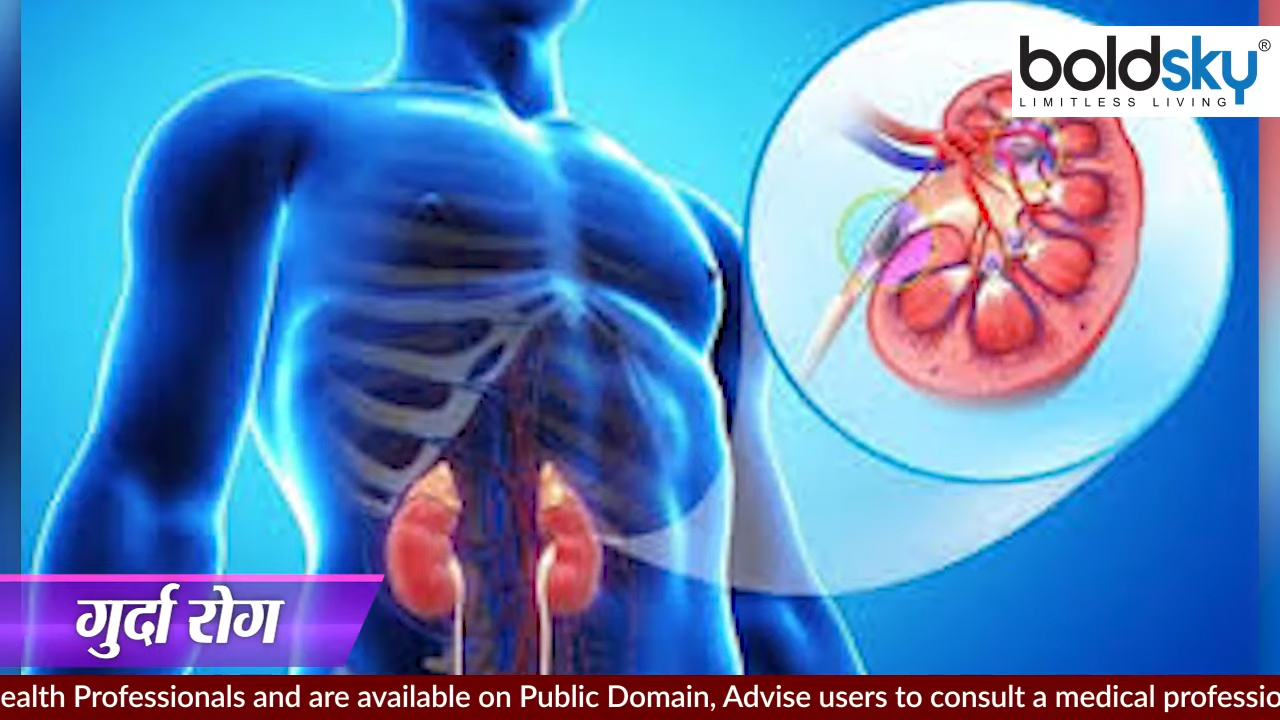 boldsky®
LIMITLESS LIVING
गुर्दा रोग
ealth Professionals and are available on Public Domain, Advise users to consult a medical professio